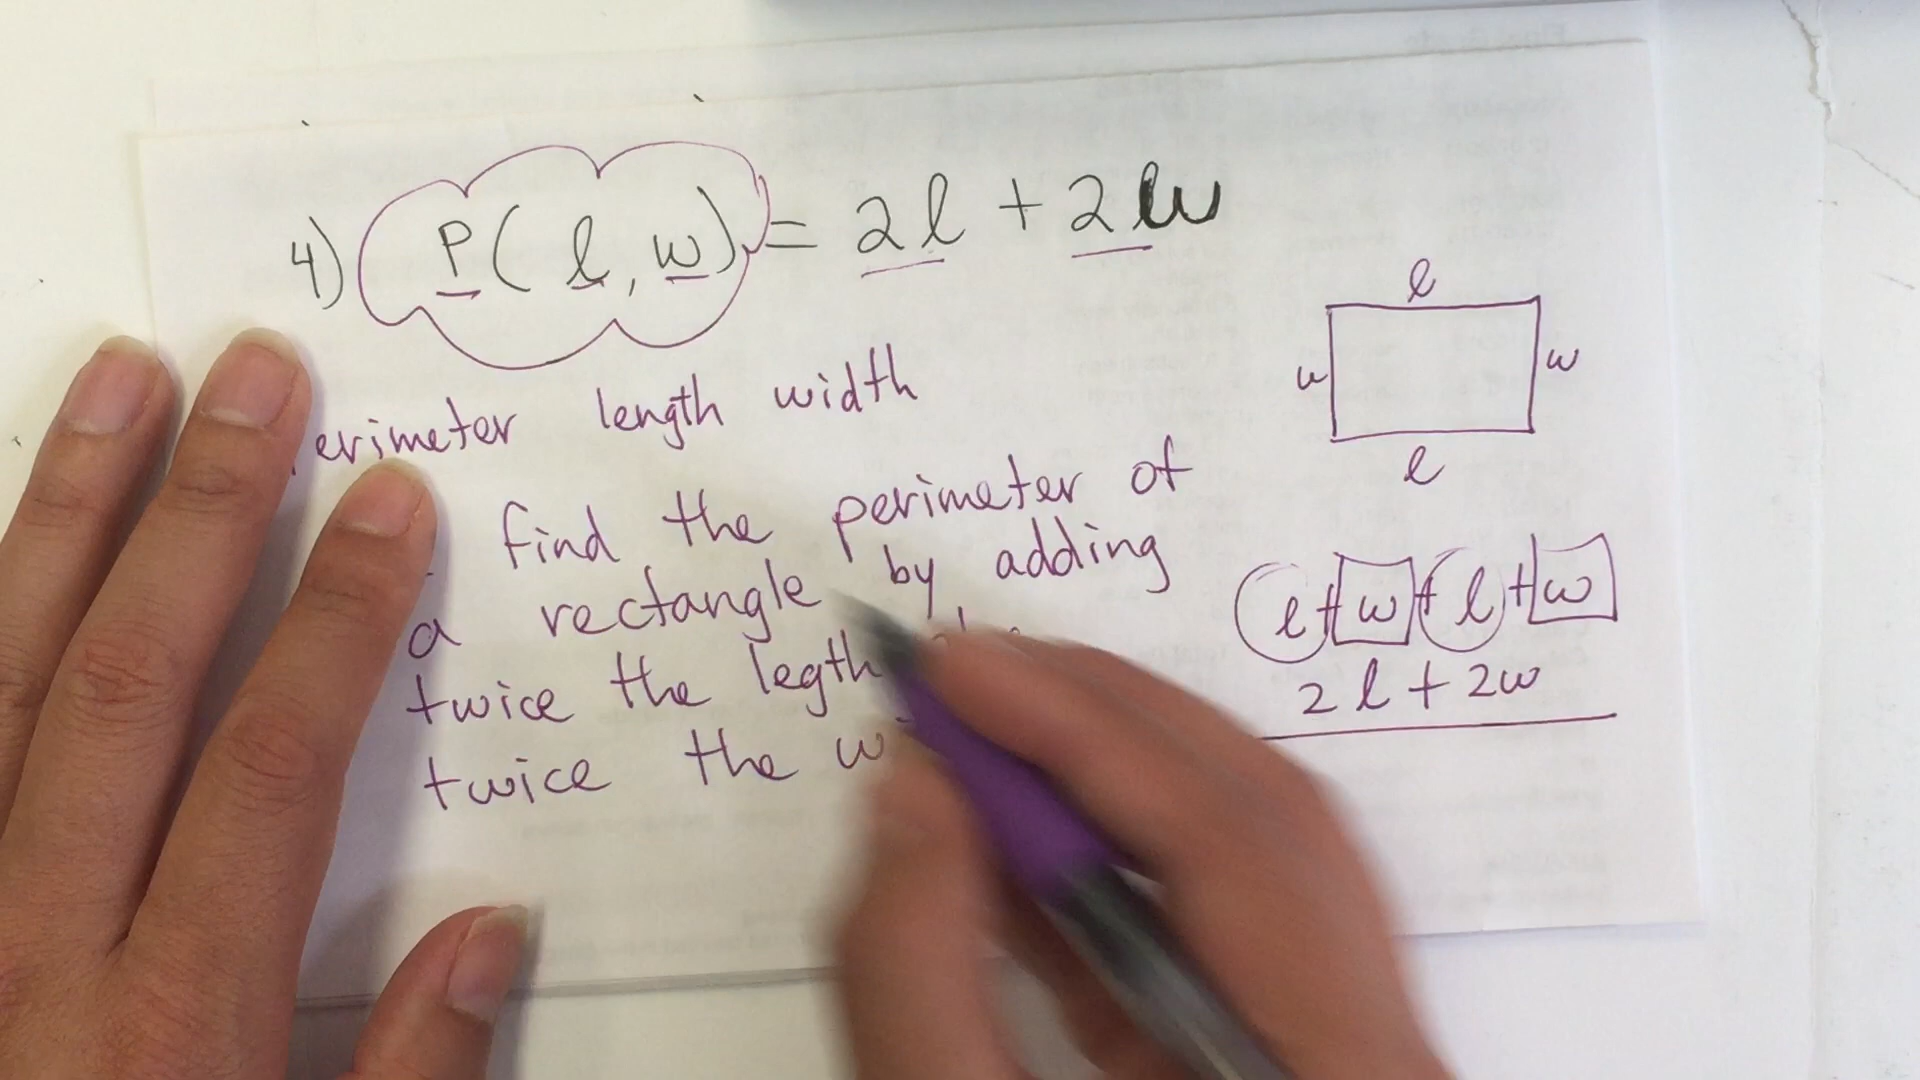 4) P(l, w) = 2l + 2w
erimeter length width
find the perimeter of
a rectangle by adding
twice the legth
twice the
l
w w
l
l + w + l + w
2l + 2w